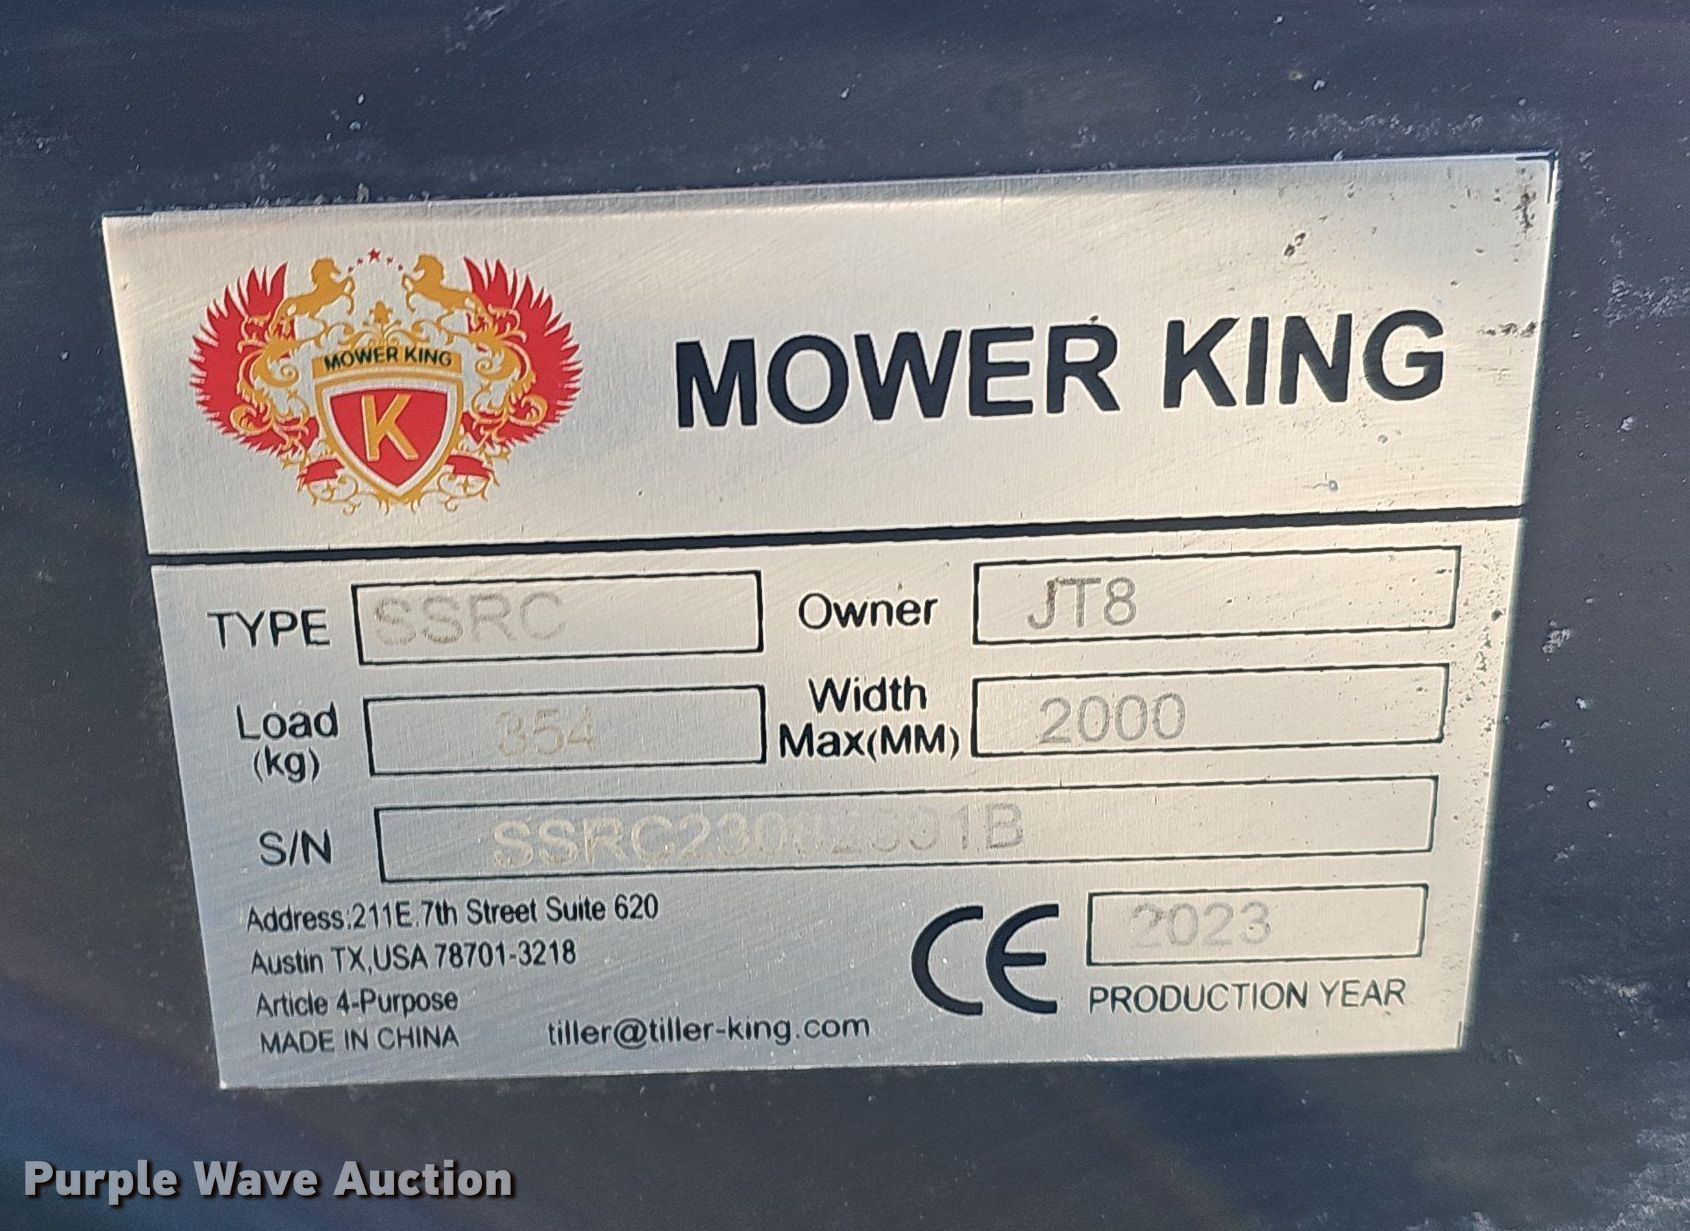 MOWER KING
K
MOWER KING
TYPE SSRC
Owner JT8
Load (kg) 354
Width Max(MM) 2000
S/N
Address:211E.7th Street Suite 620
Austin TX,USA 78701-3218
Article 4-Purpose
MADE IN CHINA
tiller@tiller-king.com
CE
2023
PRODUCTION YEAR
Purple Wave Auction